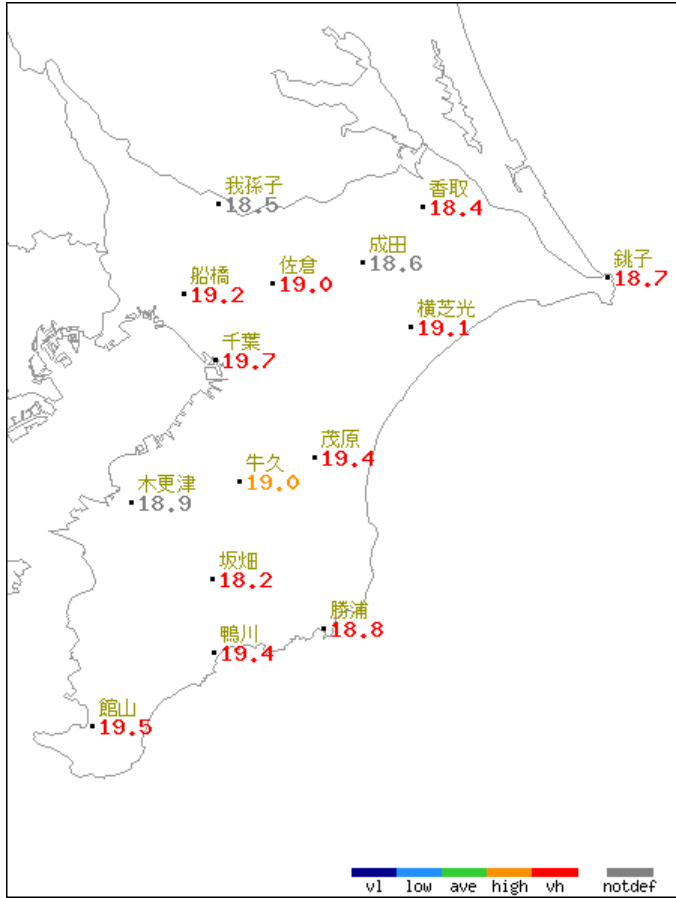 我孫子
18.5
香取
18.4
成田
18.6
銚子
18.7
船橋
19.2
佐倉
19.0
横芝光
19.1
千葉
19.7
茂原
19.4
牛久
19.0
木更津
18.9
坂畑
18.2
勝浦
18.8
鴨川
19.4
館山
19.5
vl low ave high vh notdef